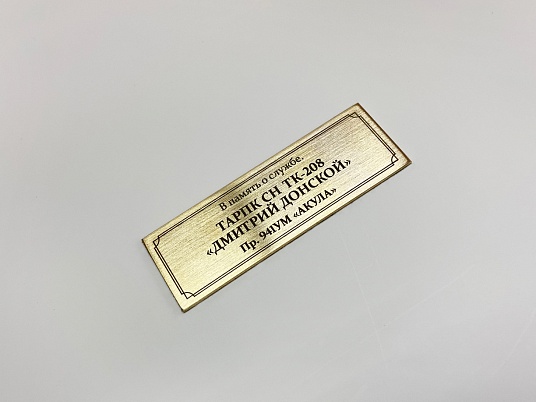 В память о службе.
ТАРПК СН ТК-208
«ДМИТРИЙ ДОНСКОЙ»
Пр. 941УМ «АКУЛА»